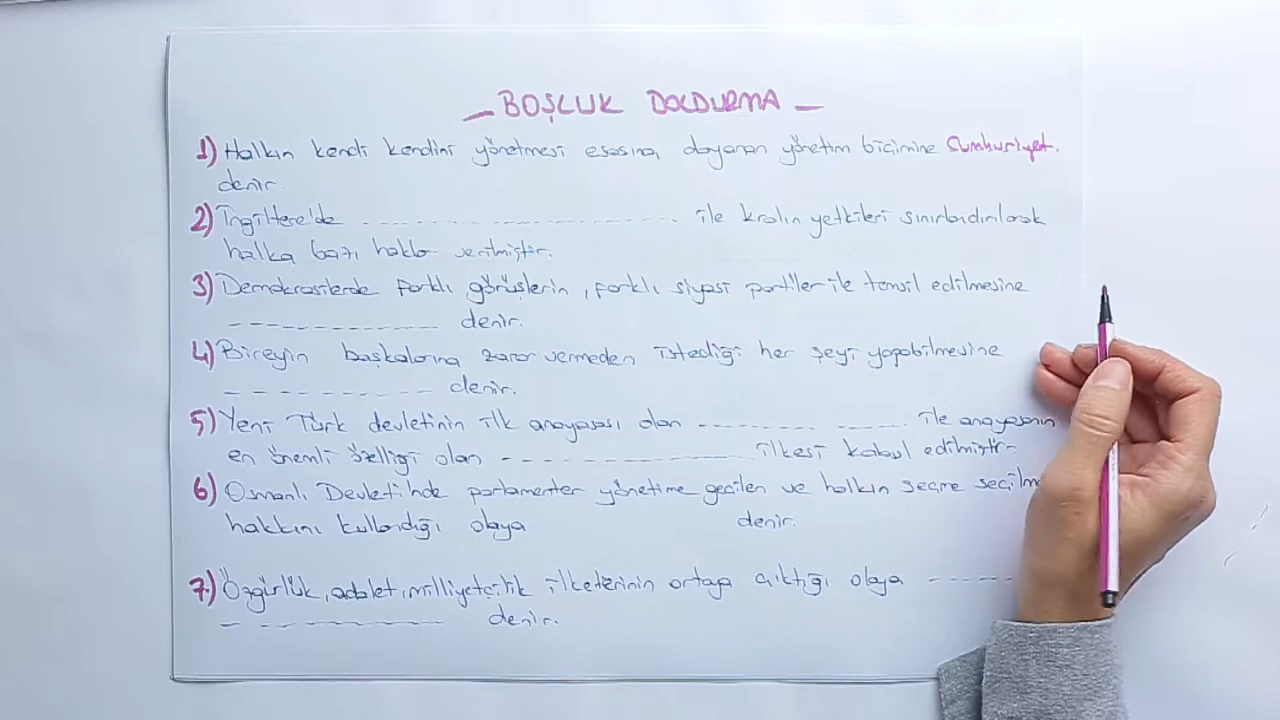 - BOŞLUK DOLDURMA -
1) Halkın kendi kendini yönetmesi esasına dayanan yönetim biçimine Cumhuriyet.
denir.
2) İngiltere'de ............ ile kralın yetkileri sınırlandırılarak
halka bazı haklar verilmiştir.
3) Demokrasilerde farklı görüşlerin, farklı siyasi partiler ile temsil edilmesine
------------ denir.
4) Bireyin başkalarına zarar vermeden istediği her şeyi yapabilmesine
------------ denir.
5) Yeni Türk devletinin ilk anayasası olan ------------ ile anayasanın
en önemli özelliği olan ------------ ilkesi kabul edilmiştir.
6) Osmanlı Devleti'nde parlamenter yönetime geçilen ve halkın seçme
hakkını kullandığı olaya denir.
7) Özgürlük, adalet, milliyetçilik ilkelerinin ortaya çıktığı olaya -----
------------ denir.